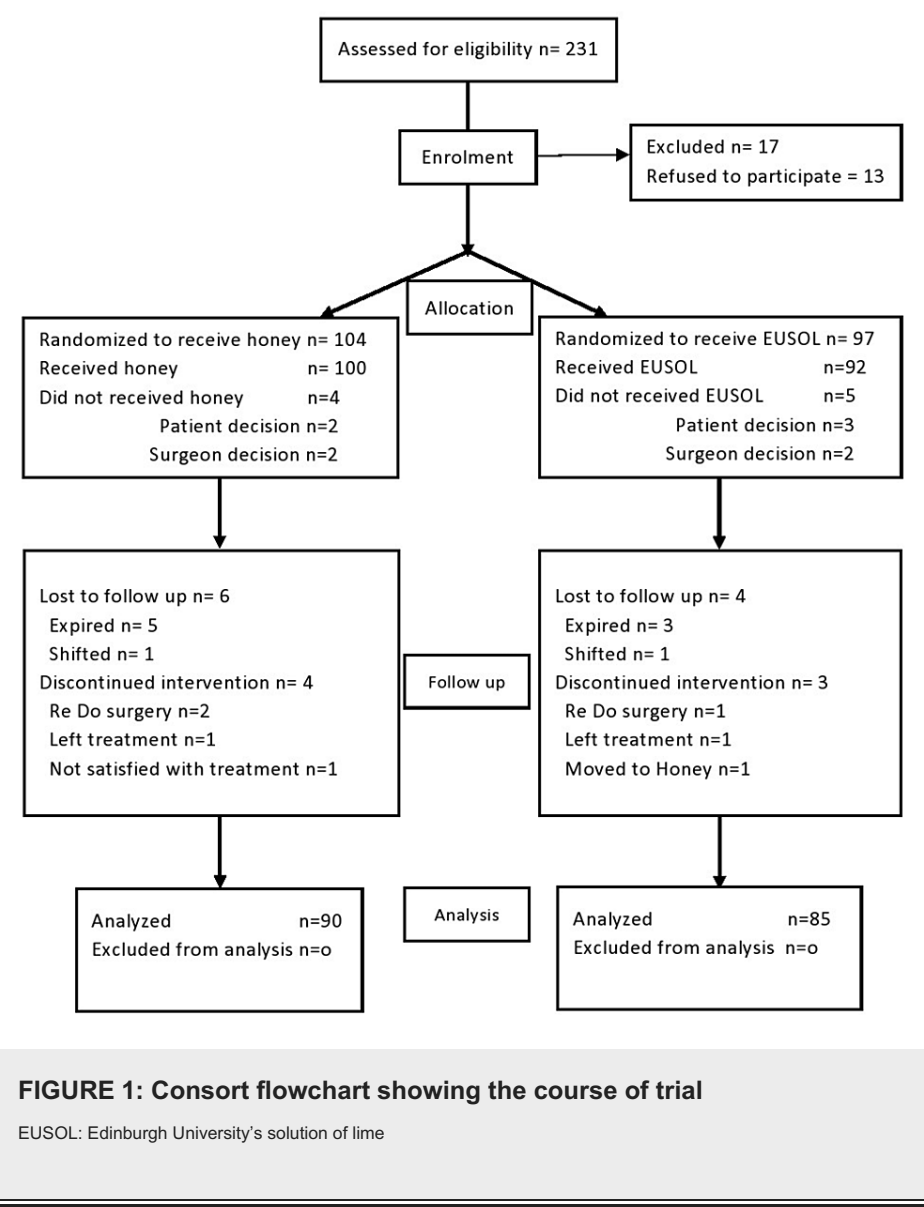 Assessed for eligibility n= 231
Enrolment
Excluded n= 17
Refused to participate = 13
Allocation
Randomized to receive honey n= 104
Received honey n= 100
Did not received honey n=4
Patient decision n=2
Surgeon decision n=2
Randomized to receive EUSOL n= 97
Received EUSOL n=92
Did not received EUSOL n=5
Patient decision n=3
Surgeon decision n=2
Lost to follow up n= 6
Expired n= 5
Shifted n= 1
Discontinued intervention n= 4
Re Do surgery n=2
Left treatment n=1
Not satisfied with treatment n=1
Follow up
Lost to follow up n= 4
Expired n= 3
Shifted n= 1
Discontinued intervention n= 3
Re Do surgery n=1
Left treatment n=1
Moved to Honey n=1
Analyzed n=90
Excluded from analysis n=o
Analysis
Analyzed n=85
Excluded from analysis n=o
FIGURE 1: Consort flowchart showing the course of trial
EUSOL: Edinburgh University’s solution of lime